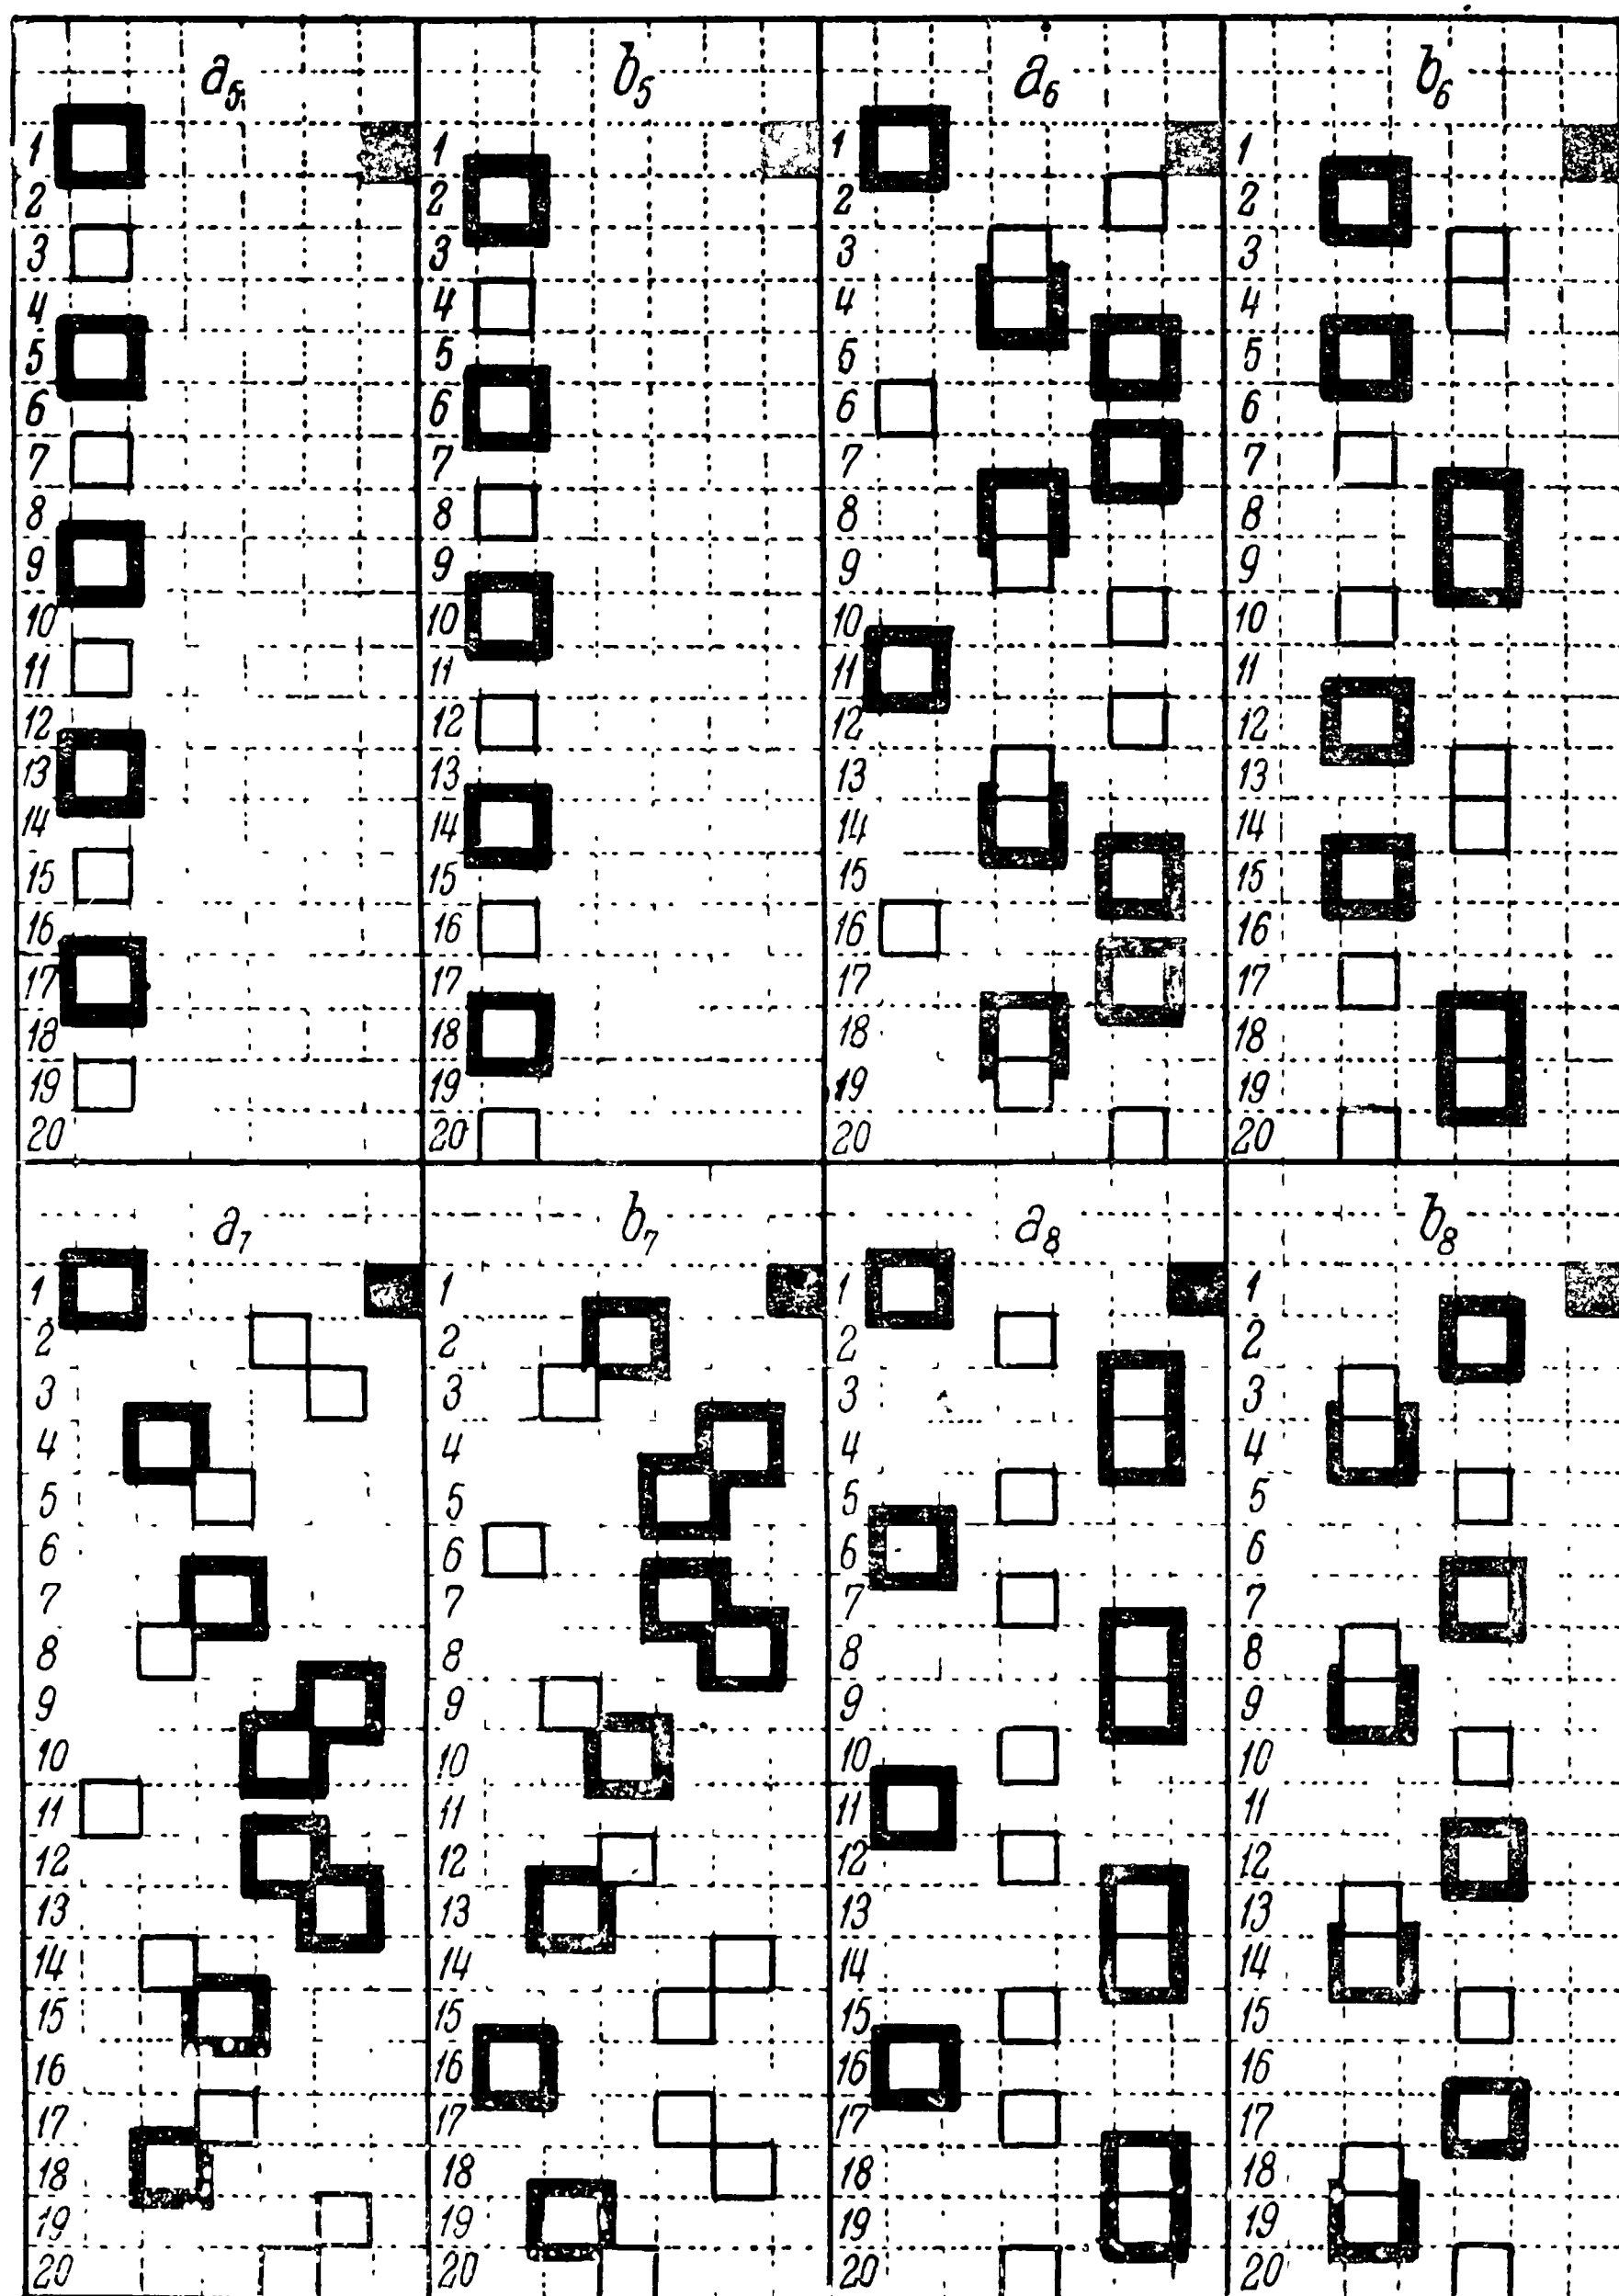 a₅ b₅ a₆ b₆
1 1 1 1
2 2 2 2
3 3 3 3
4 4 4 4
5 5 5 5
6 6 6 6
7 7 7 7
8 8 8 8
9 9 9 9
10 10 10 10
11 11 11 11
12 12 12 12
13 13 13 13
14 14 14 14
15 15 15 15
16 16 16 16
17 17 17 17
18 18 18 18
19 19 19 19
20 20 20 20
a₇ b₇ a₈ b₈
1 1 1 1
2 2 2 2
3 3 3 3
4 4 4 4
5 5 5 5
6 6 6 6
7 7 7 7
8 8 8 8
9 9 9 9
10 10 10 10
11 11 11 11
12 12 12 12
13 13 13 13
14 14 14 14
15 15 15 15
16 16 16 16
17 17 17 17
18 18 18 18
19 19 19 19
20 20 20 20